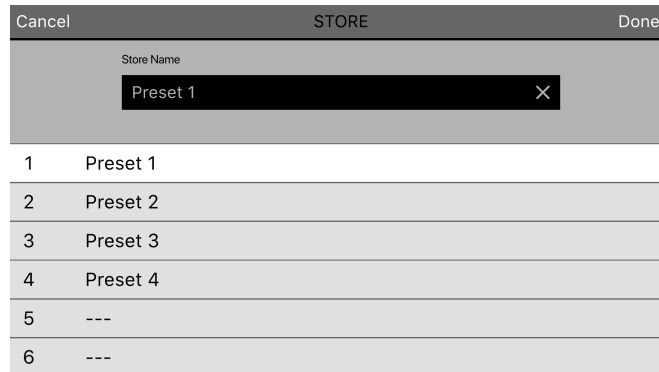 Cancel STORE Done
Store Name
Preset 1
1 Preset 1
2 Preset 2
3 Preset 3
4 Preset 4
5 ---
6 ---